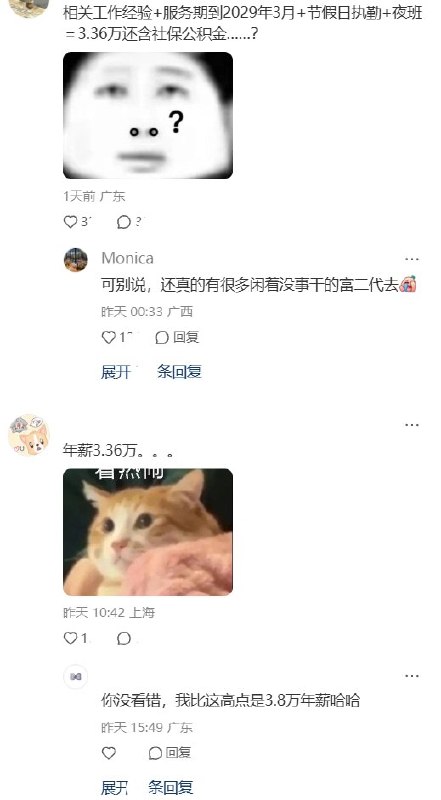 相关工作经验+服务期到2029年3月+节假日执勤+夜班
＝3.36万还含社保公积金......?
?
1天前 广东
3
Monica
可别说，还真的有很多闲着没事干的富二代去
昨天 00:33 广西
1
回复
展开
条回复
年薪3.36万。。。
看热闹
昨天 10:42 上海
1
你没看错，我比这高点是3.8万年薪哈哈
昨天 15:49 广东
回复
展开
条回复